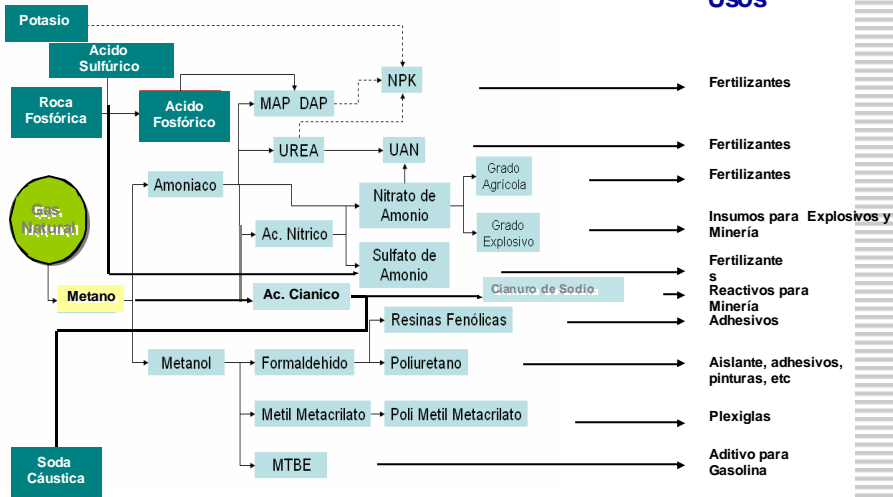 Usos
Potasio
Acido
Sulfúrico
Roca
Fosfórica
Acido
Fosfórico
MAP DAP
NPK
Fertilizantes
UREA
UAN
Fertilizantes
Amoniaco
Nitrato de
Amonio
Grado
Agrícola
Fertilizantes
Gas
Natural
Ac. Nítrico
Grado
Explosivo
Insumos para Explosivos y
Minería
Sulfato de
Amonio
Fertilizante
s
Metano
Ac. Cianico
Cianuro de Sodio
Reactivos para
Minería
Resinas Fenólicas
Adhesivos
Metanol
Formaldehido
Poliuretano
Aislante, adhesivos,
pinturas, etc
Metil Metacrilato
Poli Metil Metacrilato
Plexiglas
Soda
Cáustica
MTBE
Aditivo para
Gasolina